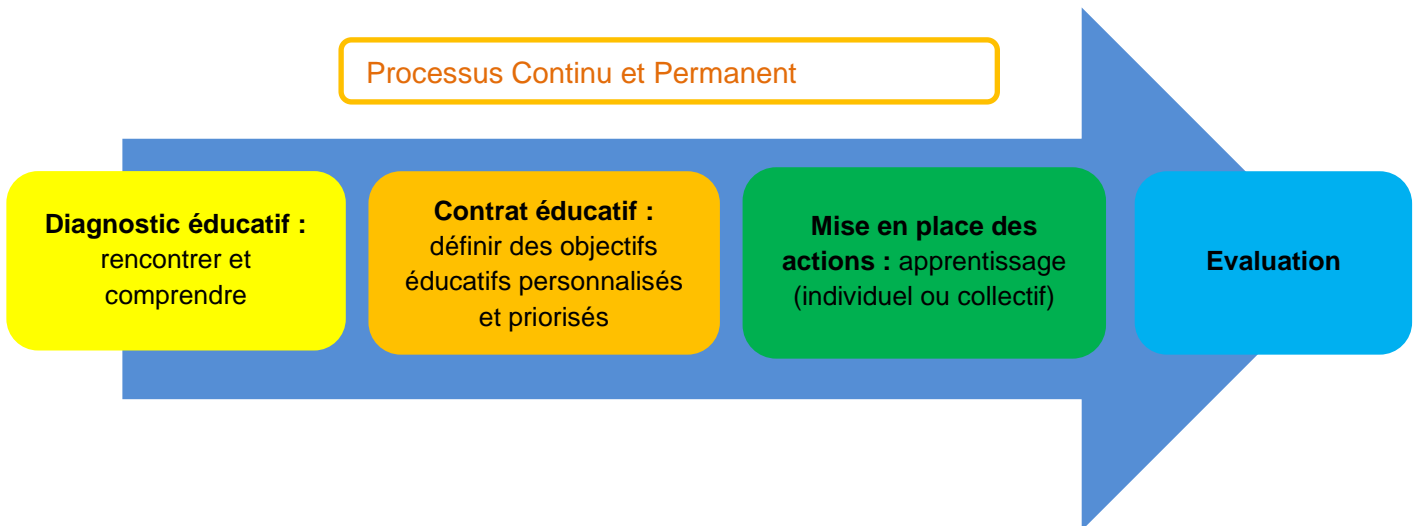 Processus Continu et Permanent
Diagnostic éducatif :
rencontrer et
comprendre
Contrat éducatif :
définir des objectifs
éducatifs personnalisés
et priorisés
Mise en place des
actions : apprentissage
(individuel ou collectif)
Evaluation